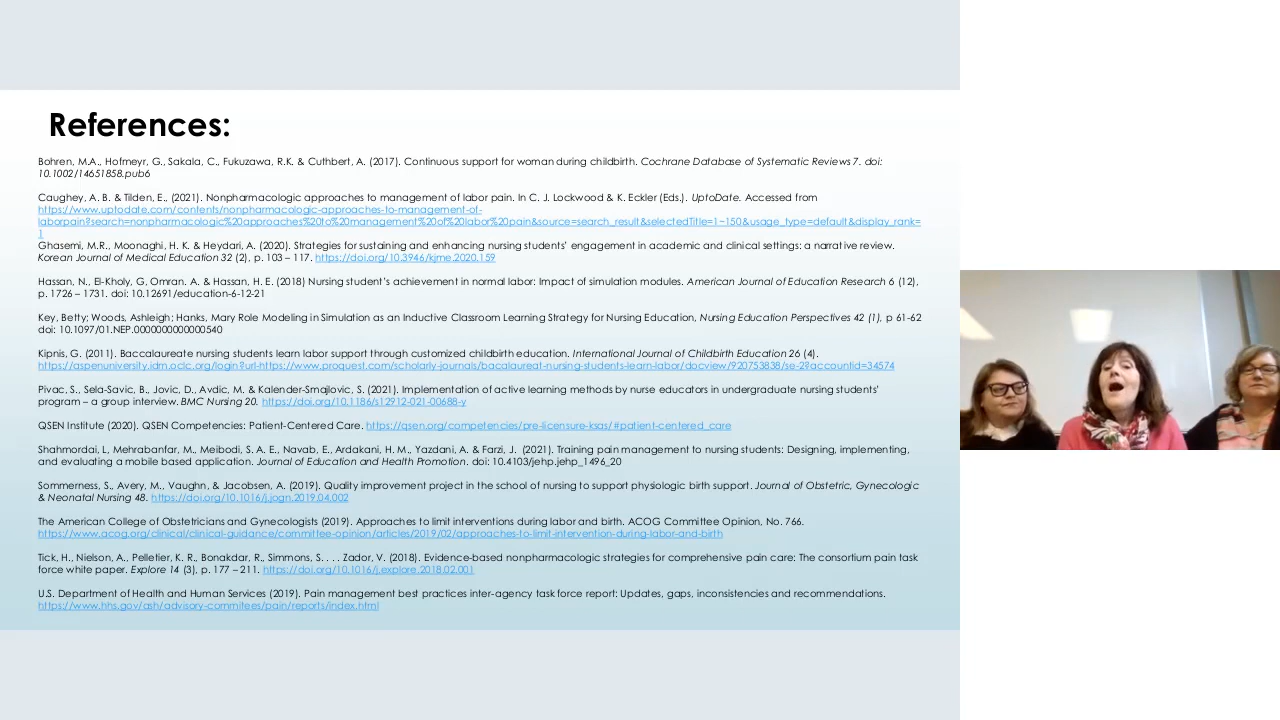 References:
Bohren, M.A., Hofmeyr, G., Sakala, C., Fukuzawa, R.K. & Cuthbert, A. (2017). Continuous support for woman during childbirth. Cochrane Database of Systematic Reviews 7. doi:
10.1002/14651858.pub6
Caughey, A. B. & Tilden, E., (2021). Nonpharmacologic approaches to management of labor pain. In C. J. Lockwood & K. Eckler (Eds.). UptoDate. Accessed from
https://www.uptodate.com/contents/nonpharmacologic-approaches-to-management-of-
laborpain?search=nonpharmacologic%20approaches%20to%20management%20of%20labor%20pain&source=search_result&selectedTitle=1~150&usage_type=default&display_rank=
1
Ghasemi, M.R., Moonaghi, H. K. & Heydari, A. (2020). Strategies for sustaining and enhancing nursing students' engagement in academic and clinical settings: a narrative review.
Korean Journal of Medical Education 32 (2), p. 103 – 117. https://doi.org/10.3946/kjme.2020.159
Hassan, N., El-Kholy, G, Omran. A. & Hassan, H. E. (2018) Nursing student's achievement in normal labor: Impact of simulation modules. American Journal of Education Research 6 (12),
p. 1726 – 1731. doi: 10.12691/education-6-12-21
Key, Betty; Woods, Ashleigh; Hanks, Mary Role Modeling in Simulation as an Inductive Classroom Learning Strategy for Nursing Education, Nursing Education Perspectives 42 (1), p 61-62
doi: 10.1097/01.NEP.0000000000000540
Kipnis, G. (2011). Baccalaureate nursing students learn labor support through customized childbirth education. International Journal of Childbirth Education 26 (4).
https://aspenuniversity.idm.oclc.org/login?url-https://www.proquest.com/scholarly-journals/bacalaureat-nursing-students-learn-labor/docview/920753838/se-2?accountid=34574
Pivac, S., Sela-Savic, B., Jovic, D., Avdic, M. & Kalender-Smajlovic, S. (2021). Implementation of active learning methods by nurse educators in undergraduate nursing students'
program – a group interview. BMC Nursing 20. https://doi.org/10.1186/s12912-021-00688-y
QSEN Institute (2020). QSEN Competencies: Patient-Centered Care. https://qsen.org/competencies/pre-licensure-ksas/#patient-centered_care
Shahmordai, L, Mehrabanfar, M., Meibodi, S. A. E., Navab, E., Ardakani, H. M., Yazdani, A. & Farzi, J. (2021). Training pain management to nursing students: Designing, implementing,
and evaluating a mobile based application. Journal of Education and Health Promotion. doi: 10.4103/jehp.jehp_1496_20
Sommerness, S., Avery, M., Vaughn, & Jacobsen, A. (2019). Quality improvement project in the school of nursing to support physiologic birth support. Journal of Obstetric, Gynecologic
& Neonatal Nursing 48. https://doi.org/10.1016/j.jogn.2019.04.002
The American College of Obstetricians and Gynecologists (2019). Approaches to limit interventions during labor and birth. ACOG Committee Opinion, No. 766.
https://www.acog.org/clinical/clinical-guidance/committee-opinion/articles/2019/02/approaches-to-limit-intervention-during-labor-and-birth
Tick, H., Nielson, A., Pelletier, K. R., Bonakdar, R., Simmons, S. . . . Zador, V. (2018). Evidence-based nonpharmacologic strategies for comprehensive pain care: The consortium pain task
force white paper. Explore 14 (3), p. 177 – 211. https://doi.org/10.1016/j.explore.2018.02.001
U.S. Department of Health and Human Services (2019). Pain management best practices inter-agency task force report: Updates, gaps, inconsistencies and recommendations.
https://www.hhs.gov/ash/advisory-commitees/pain/reports/index.html